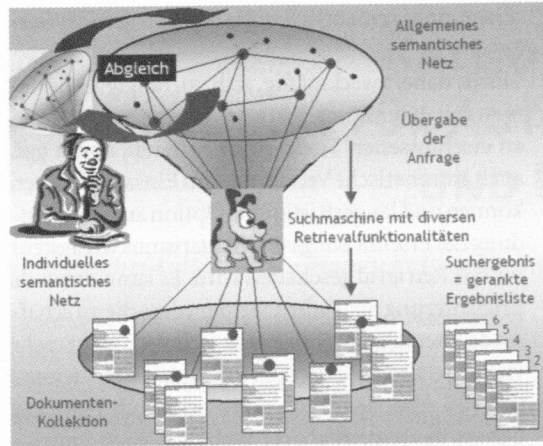 Allgemeines
semantisches
Netz
Abgleich
Übergabe
der
Anfrage
Suchmaschine mit diversen
Retrievalfunktionalitäten
Individuelles
semantisches
Netz
Suchergebnis
= gerankte
Ergebnisliste
6
5
4
3
2
Dokumenten-
Kollektion